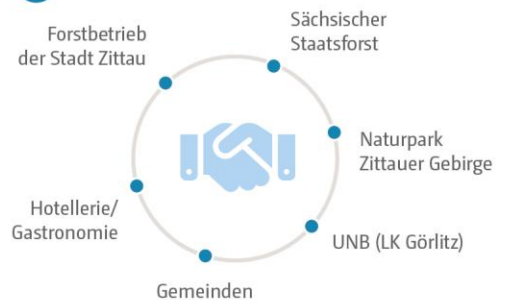 Sächsischer
Staatsforst
Forstbetrieb
der Stadt Zittau
Naturpark
Zittauer Gebirge
Hotellerie/
Gastronomie
UNB (LK Görlitz)
Gemeinden